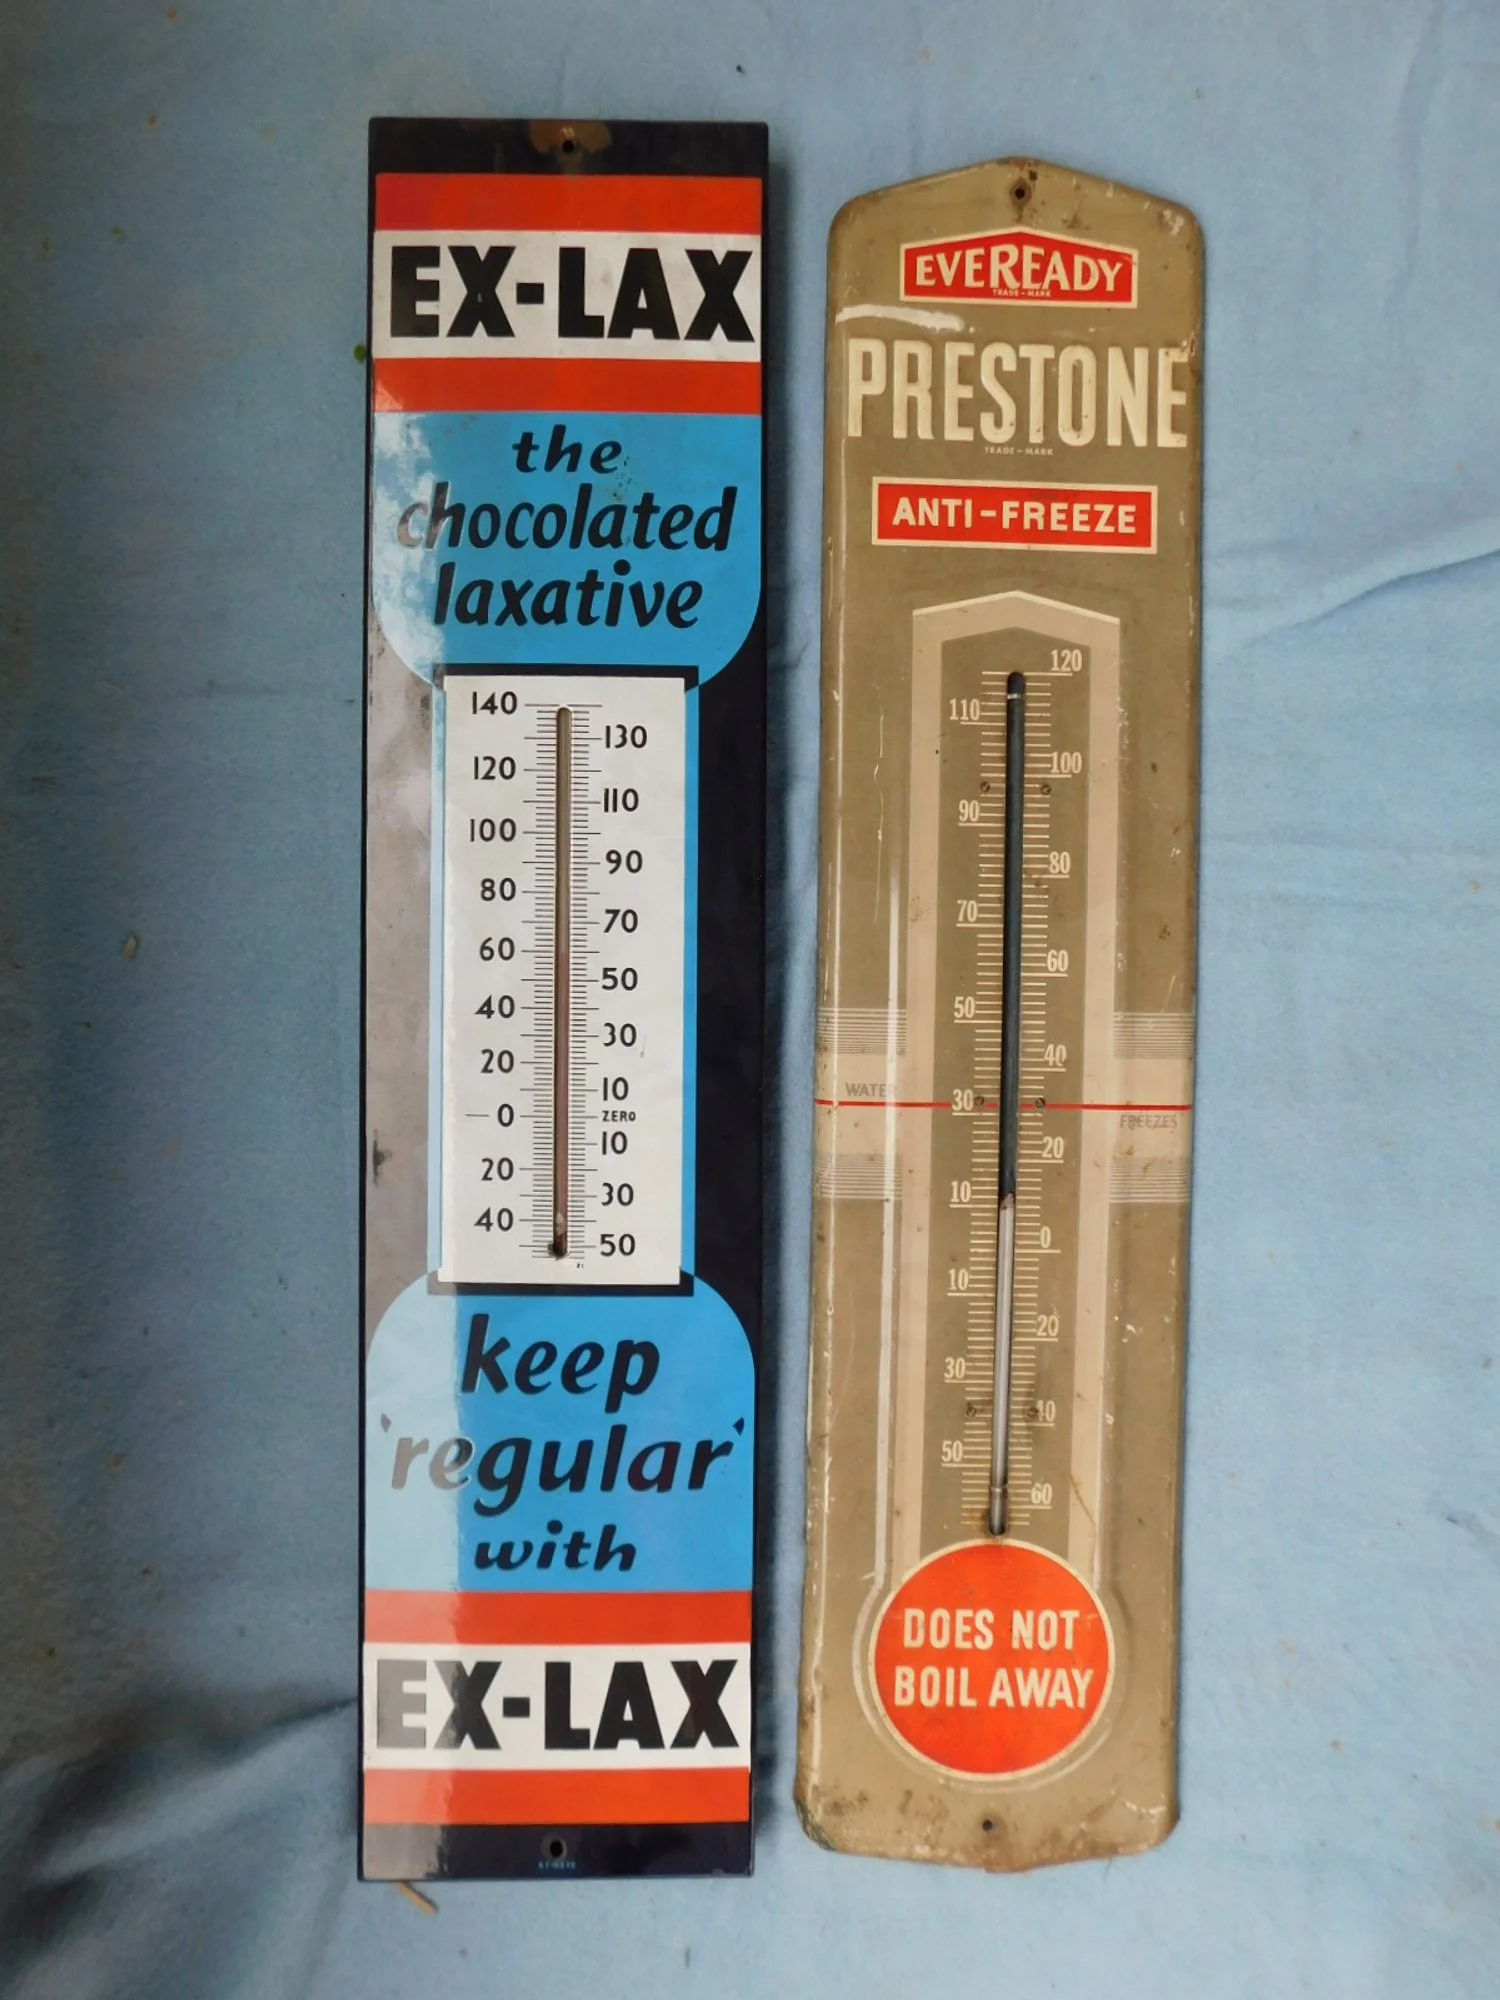 EX-LAX
the
chocolated
laxative
140
130
120
110
100
90
80
70
60
50
40
30
20
10
0
ZERO
10
20
30
40
50
keep
'regular'
with
EX-LAX
EVEREADY
TRADE-MARK
PRESTONE
TRADE-MARK
ANTI-FREEZE
120
110
100
90
80
70
60
50
40
WATER
30
FREEZES
20
10
0
10
20
30
40
50
60
DOES NOT
BOIL AWAY